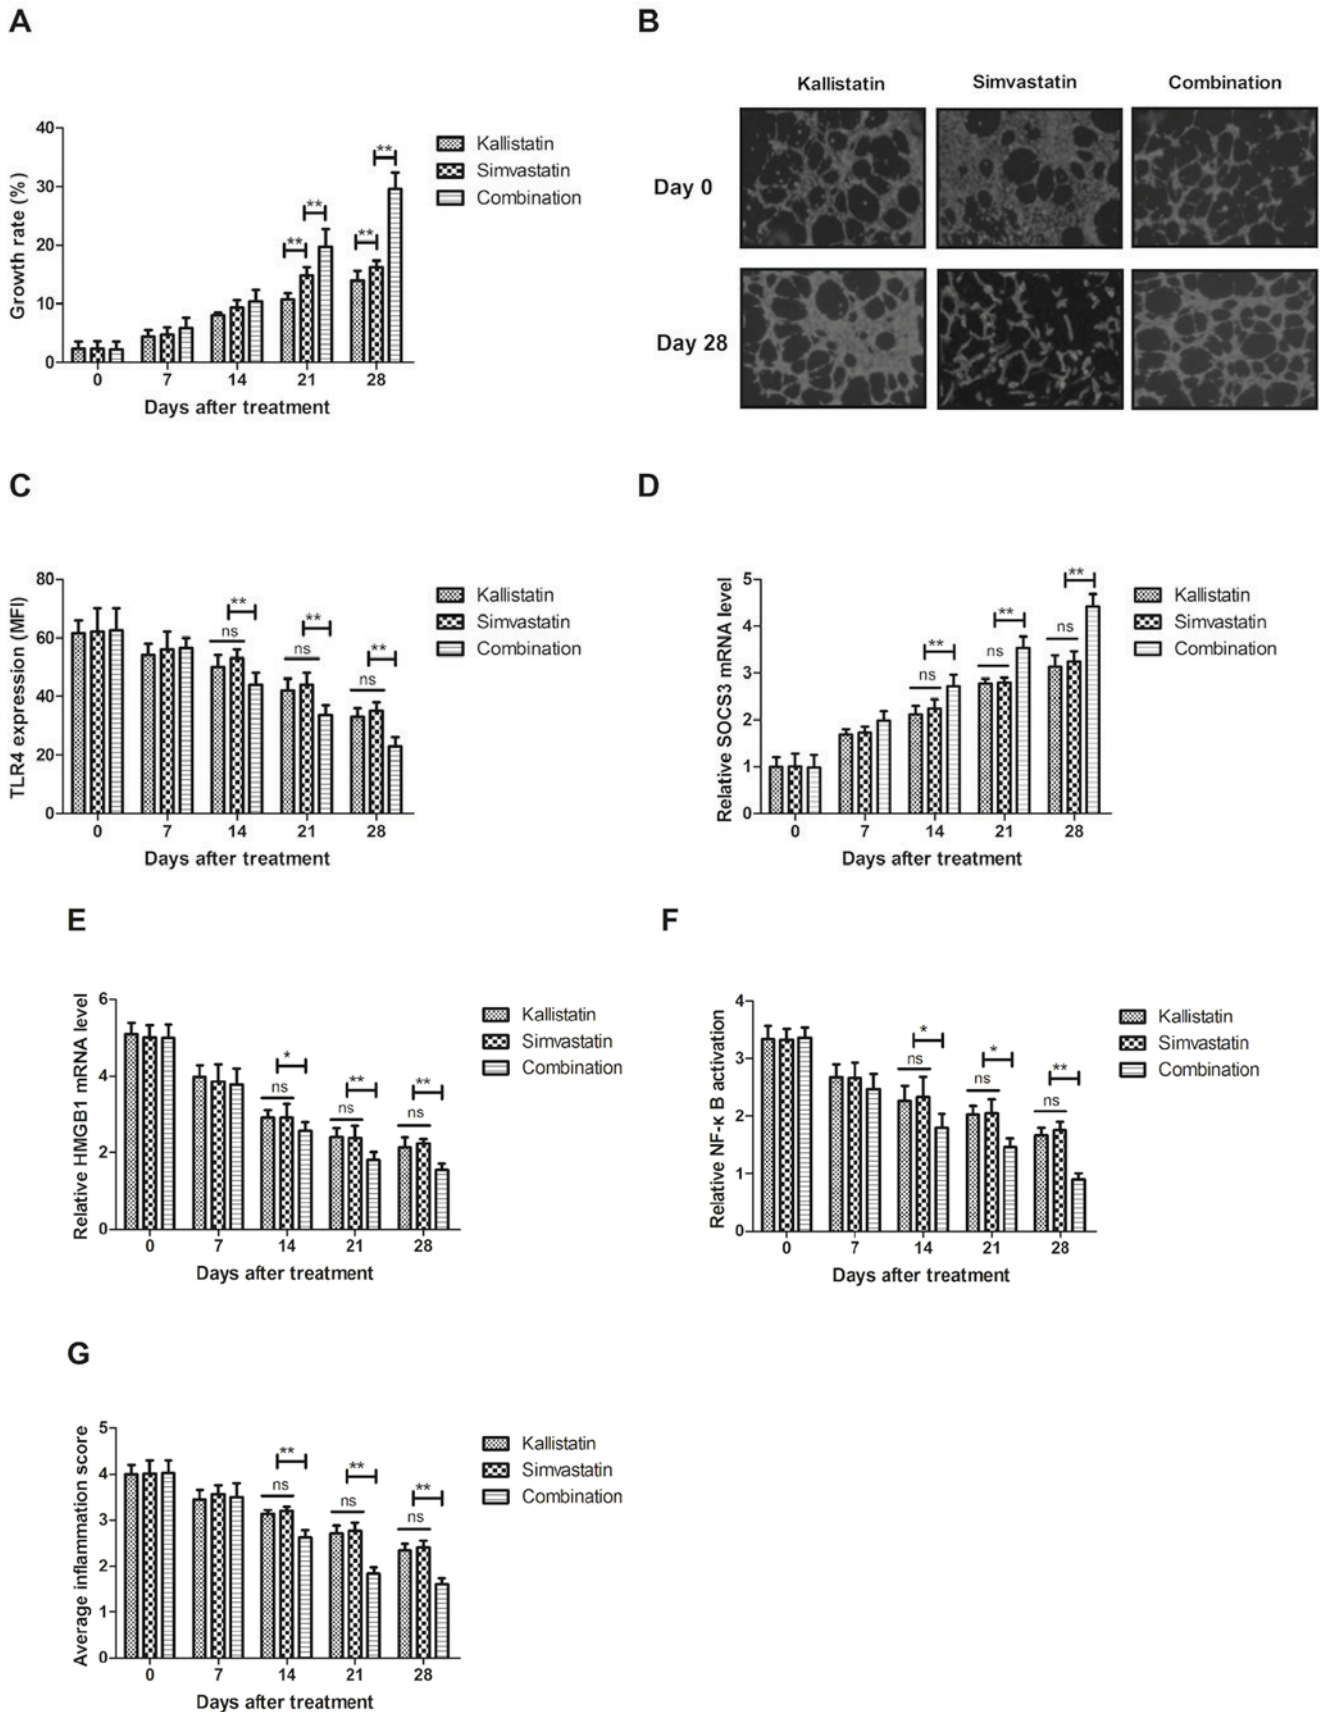 A
40
30
20
10
0
Growth rate (%)
**
**
**
**
0 7 14 21 28
Days after treatment
Kallistatin
Simvastatin
Combination
B
Kallistatin Simvastatin Combination
Day 0
Day 28
C
80
60
40
20
0
TLR4 expression (MFI)
ns
**
ns
**
ns
**
0 7 14 21 28
Days after treatment
Kallistatin
Simvastatin
Combination
D
5
4
3
2
1
0
Relative SOCS3 mRNA level
ns
**
ns
**
ns
**
0 7 14 21 28
Days after treatment
Kallistatin
Simvastatin
Combination
E
6
4
2
0
Relative HMGB1 mRNA level
ns
*
ns
**
ns
**
0 7 14 21 28
Days after treatment
Kallistatin
Simvastatin
Combination
F
4
3
2
1
0
Relative NF-κ B activation
ns
*
ns
*
ns
**
0 7 14 21 28
Days after treatment
Kallistatin
Simvastatin
Combination
G
5
4
3
2
1
0
Average inflammation score
ns
**
ns
**
ns
**
0 7 14 21 28
Days after treatment
Kallistatin
Simvastatin
Combination